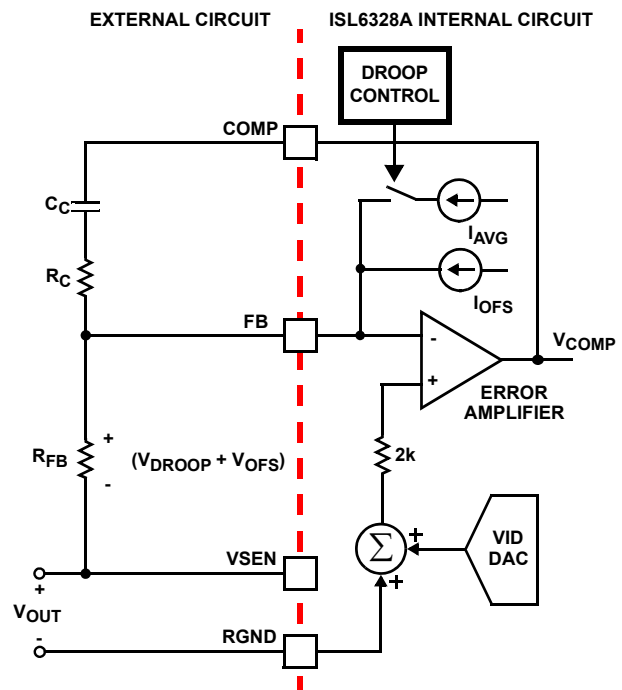 EXTERNAL CIRCUIT
ISL6328A INTERNAL CIRCUIT
DROOP
CONTROL
COMP
CC
IAVG
RC
IOFS
FB
VCOMP
-
+
ERROR
AMPLIFIER
RFB
+
-
(VDROOP + VOFS)
2k
VID
DAC
Σ
+
+
VSEN
+
VOUT
-
RGND